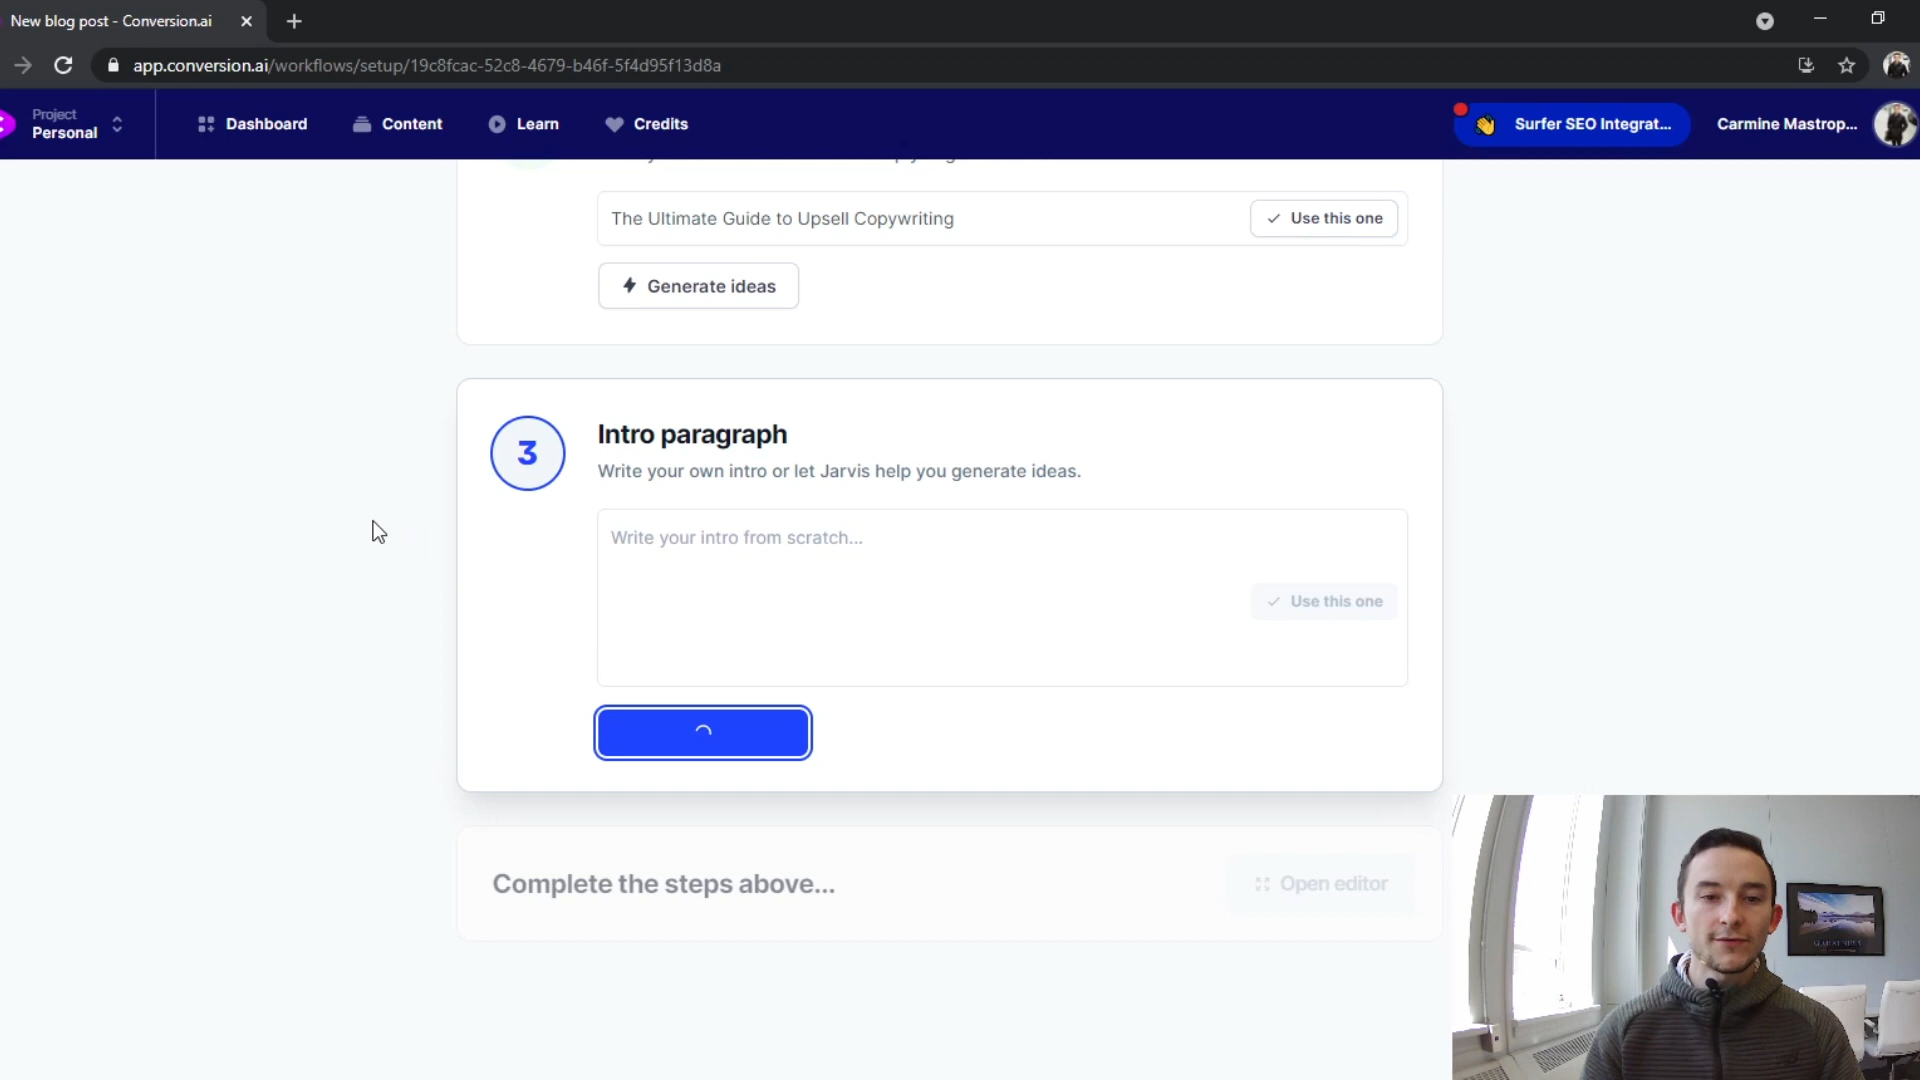 New blog post - Conversion.ai
app.conversion.ai/workflows/setup/19c8fcac-52c8-4679-b46f-5f4d95f13d8a
Project
Personal
Dashboard
Content
Learn
Credits
Surfer SEO Integrat...
Carmine Mastrop...
The Ultimate Guide to Upsell Copywriting
Use this one
Generate ideas
3
Intro paragraph
Write your own intro or let Jarvis help you generate ideas.
Write your intro from scratch...
Use this one
Complete the steps above...
Open editor